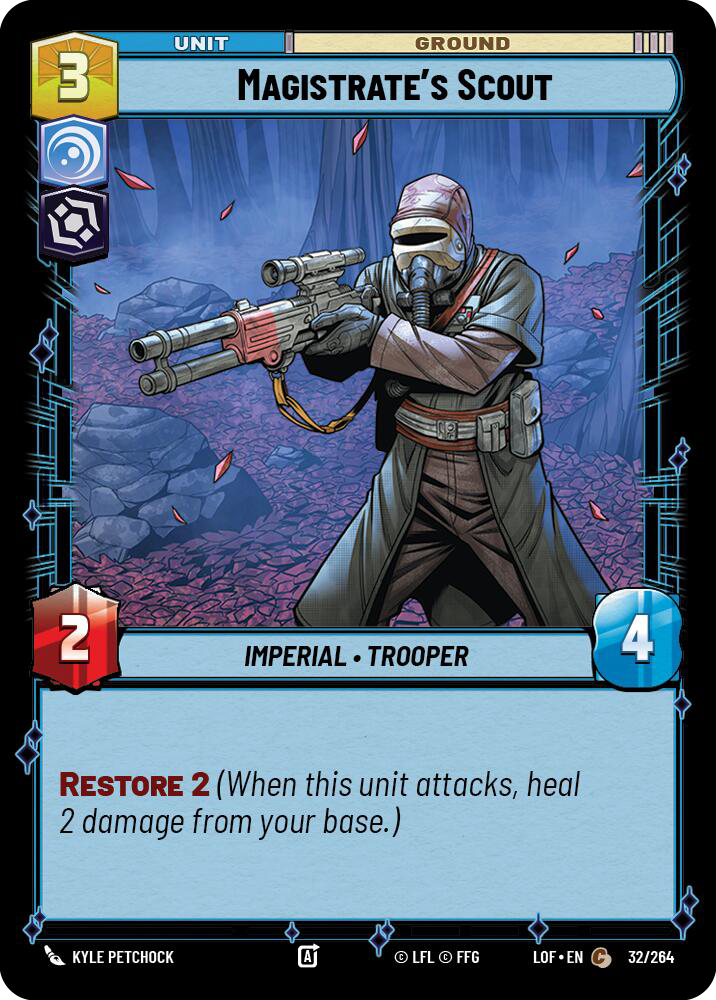 UNIT
GROUND
3
MAGISTRATE'S SCOUT
2
IMPERIAL • TROOPER
4
RESTORE 2 (When this unit attacks, heal
2 damage from your base.)
KYLE PETCHOCK
A
© LFL © FFG
LOF • EN
C
32/264